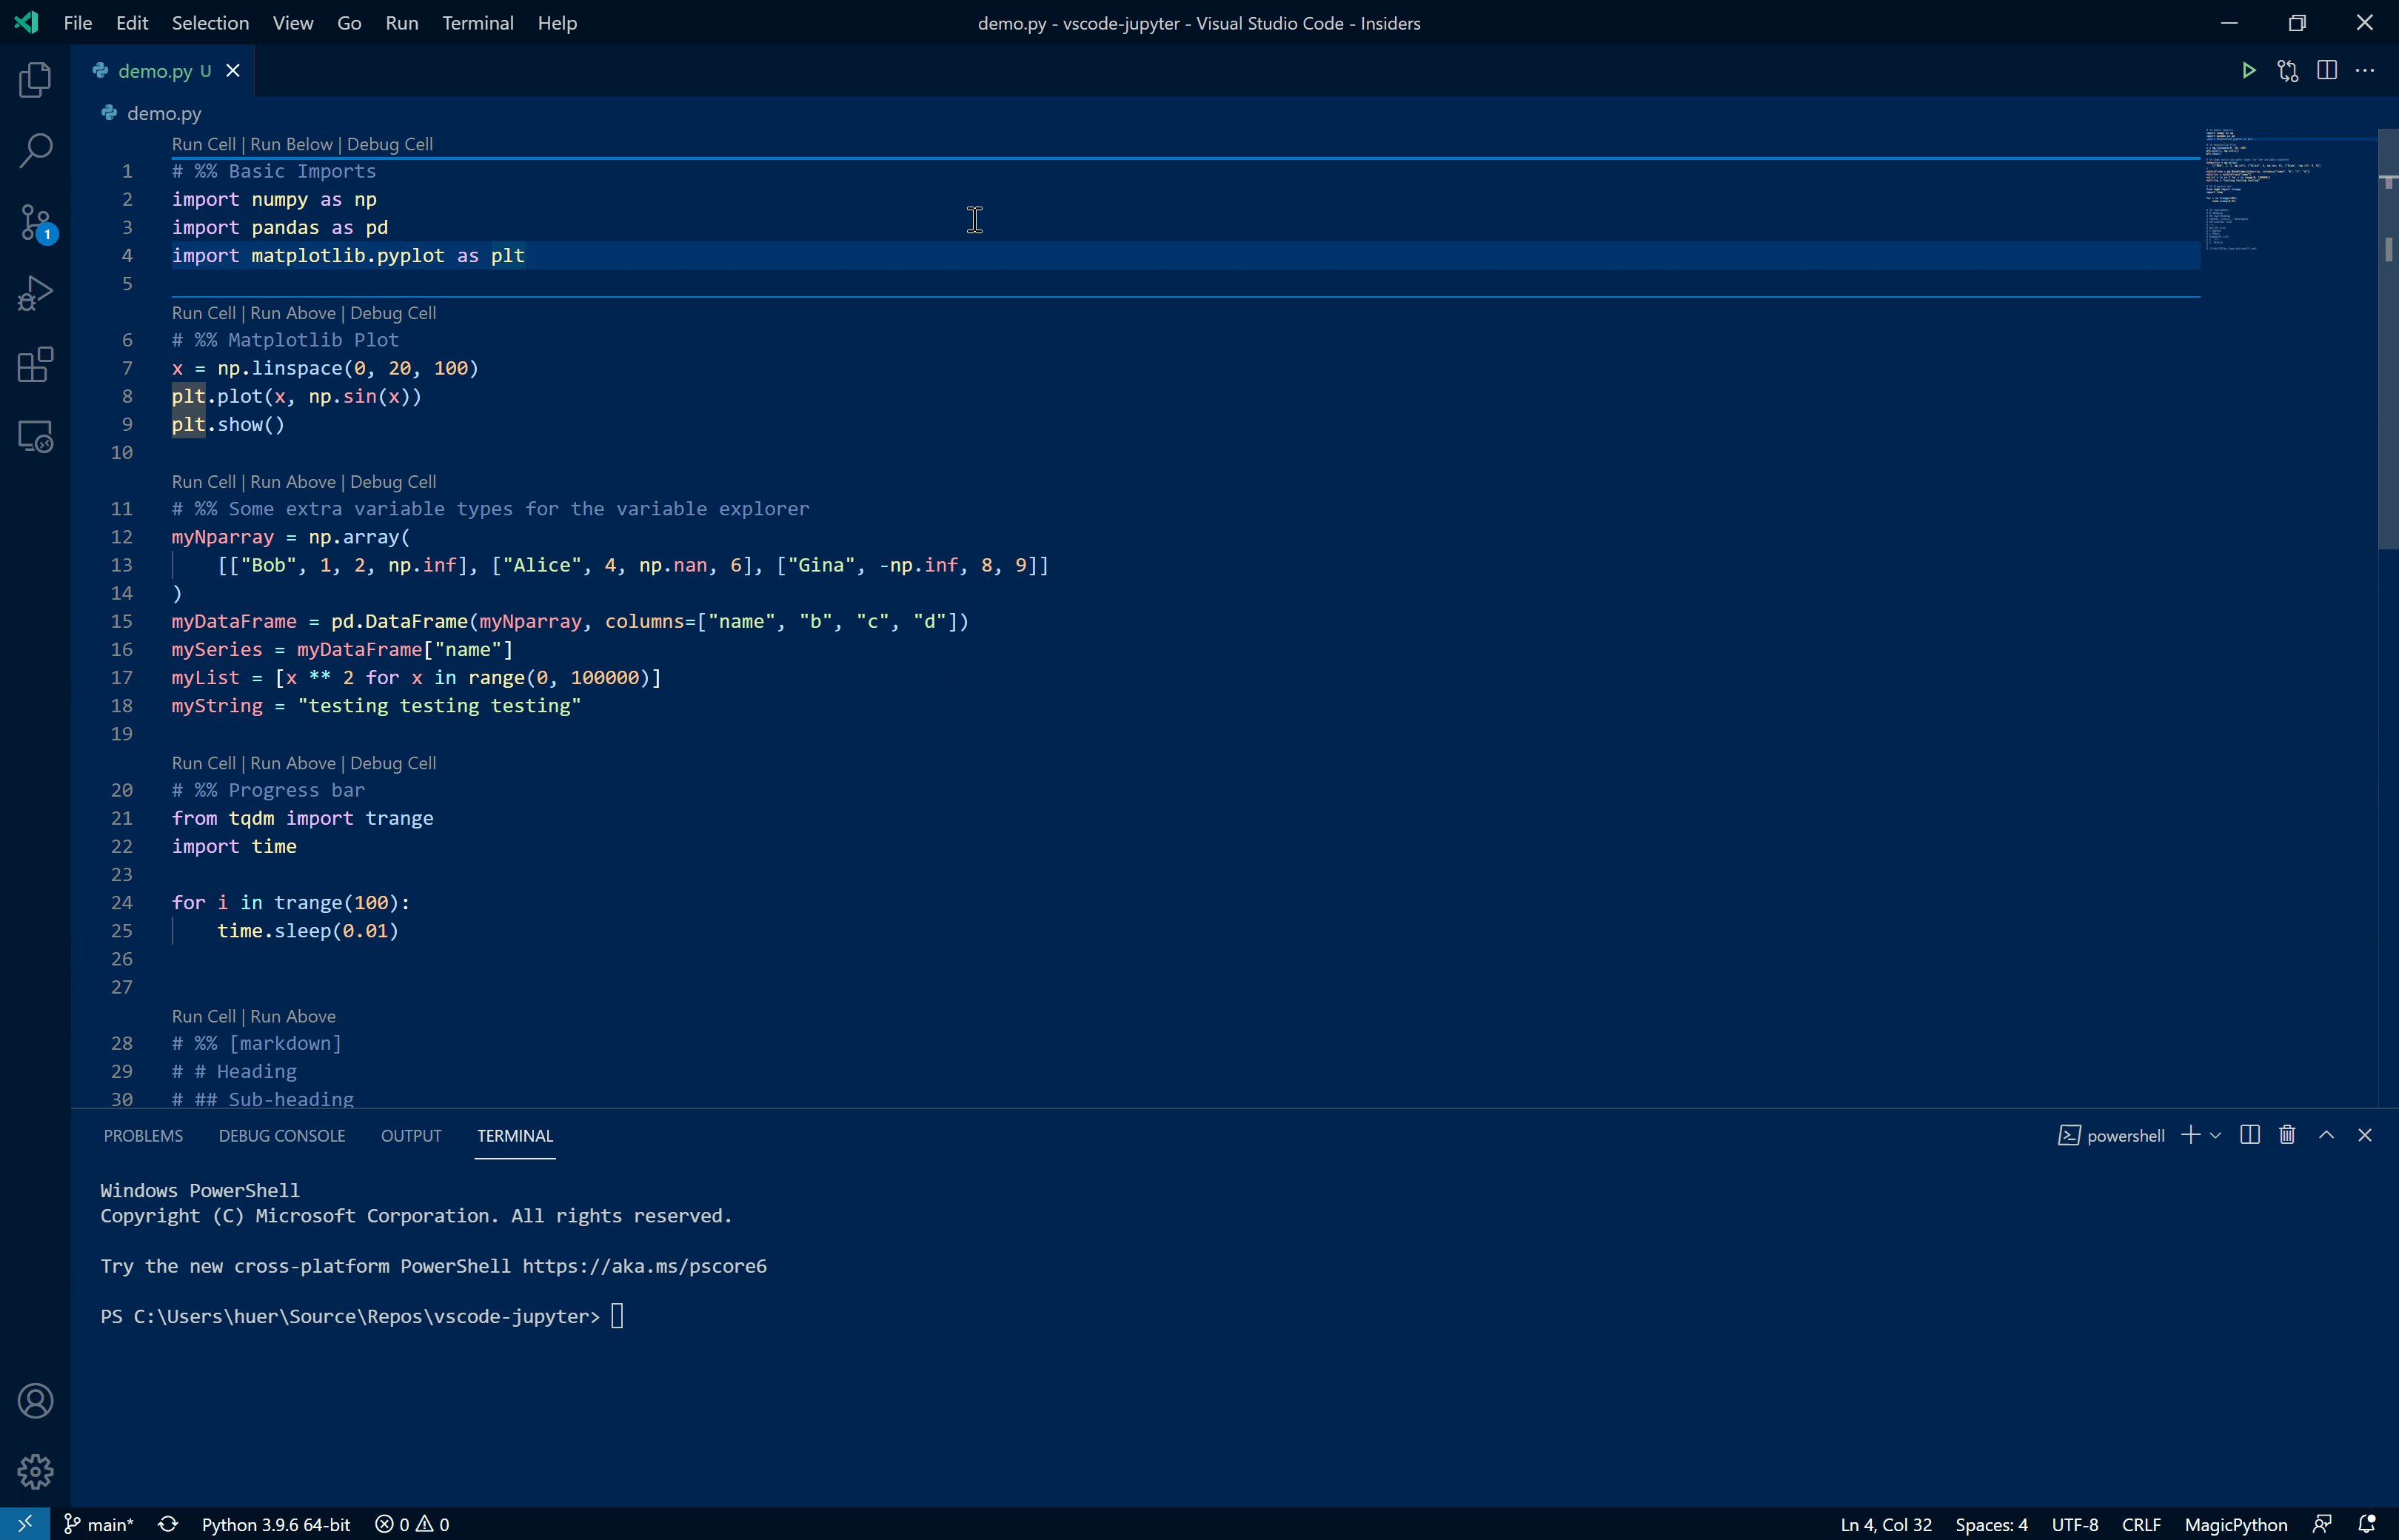 File Edit Selection View Go Run Terminal Help demo.py - vscode-jupyter - Visual Studio Code - Insiders
demo.py U
demo.py
Run Cell | Run Below | Debug Cell
1 # %% Basic Imports
2 import numpy as np
3 import pandas as pd
4 import matplotlib.pyplot as plt
5
Run Cell | Run Above | Debug Cell
6 # %% Matplotlib Plot
7 x = np.linspace(0, 20, 100)
8 plt.plot(x, np.sin(x))
9 plt.show()
10
Run Cell | Run Above | Debug Cell
11 # %% Some extra variable types for the variable explorer
12 myNparray = np.array(
13     [["Bob", 1, 2, np.inf], ["Alice", 4, np.nan, 6], ["Gina", -np.inf, 8, 9]]
14 )
15 myDataFrame = pd.DataFrame(myNparray, columns=["name", "b", "c", "d"])
16 mySeries = myDataFrame["name"]
17 myList = [x ** 2 for x in range(0, 100000)]
18 myString = "testing testing testing"
19
Run Cell | Run Above | Debug Cell
20 # %% Progress bar
21 from tqdm import trange
22 import time
23
24 for i in trange(100):
25     time.sleep(0.01)
26
27
Run Cell | Run Above
28 # %% [markdown]
29 # # Heading
30 # ## Sub-heading
1
PROBLEMS DEBUG CONSOLE OUTPUT TERMINAL powershell
Windows PowerShell
Copyright (C) Microsoft Corporation. All rights reserved.
Try the new cross-platform PowerShell https://aka.ms/pscore6
PS C:\Users\huer\Source\Repos\vscode-jupyter>
main* Python 3.9.6 64-bit 0 0 Ln 4, Col 32 Spaces: 4 UTF-8 CRLF MagicPython